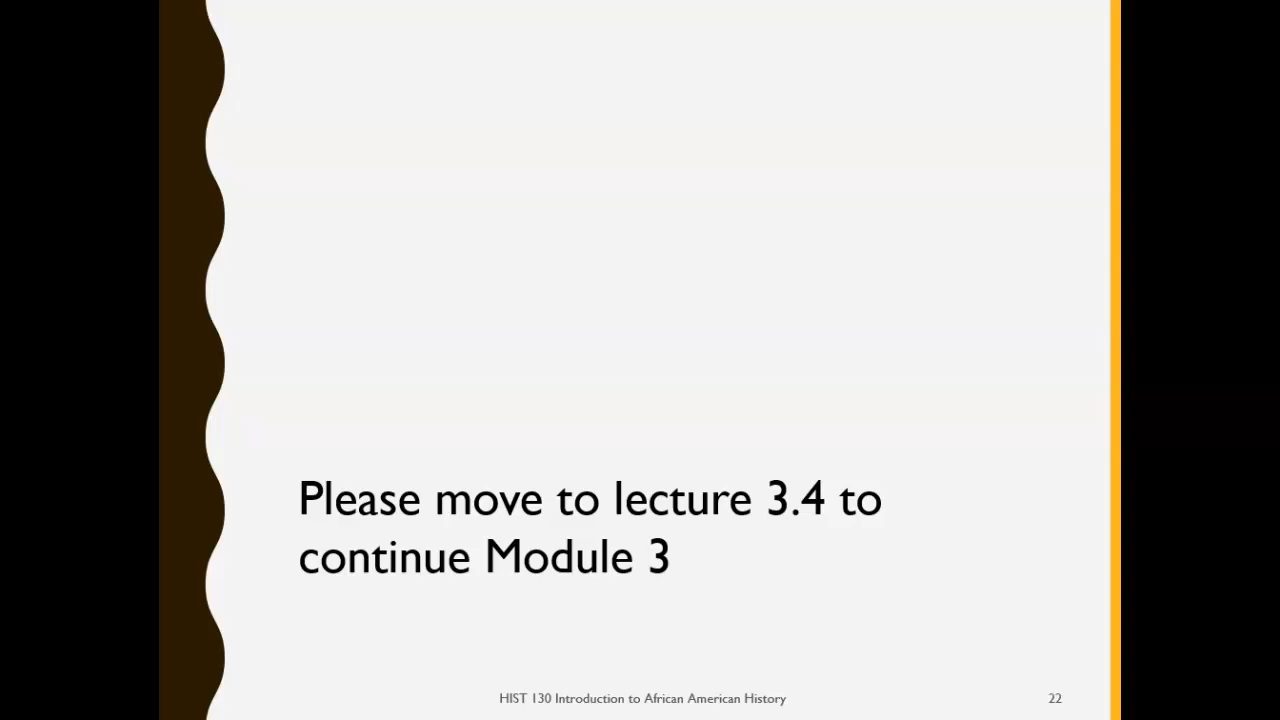 Please move to lecture 3.4 to
continue Module 3
HIST 130 Introduction to African American History
22